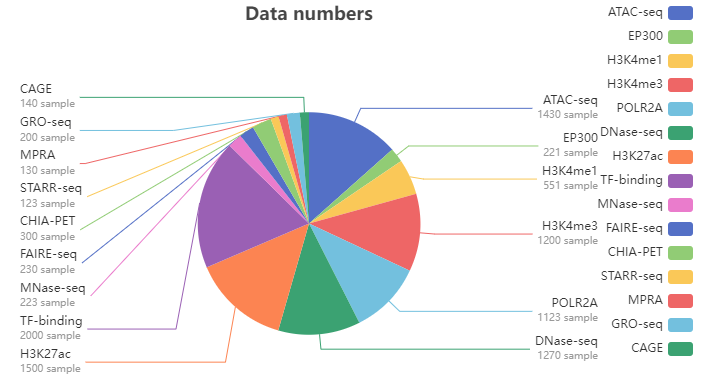 Data numbers
CAGE
140 sample
GRO-seq
200 sample
MPRA
130 sample
STARR-seq
123 sample
CHIA-PET
300 sample
FAIRE-seq
230 sample
MNase-seq
223 sample
TF-binding
2000 sample
H3K27ac
1500 sample
ATAC-seq
1430 sample
EP300
221 sample
H3K4me1
551 sample
H3K4me3
1200 sample
POLR2A
1123 sample
DNase-seq
1270 sample
ATAC-seq
EP300
H3K4me1
H3K4me3
POLR2A
DNase-seq
H3K27ac
TF-binding
MNase-seq
FAIRE-seq
CHIA-PET
STARR-seq
MPRA
GRO-seq
CAGE